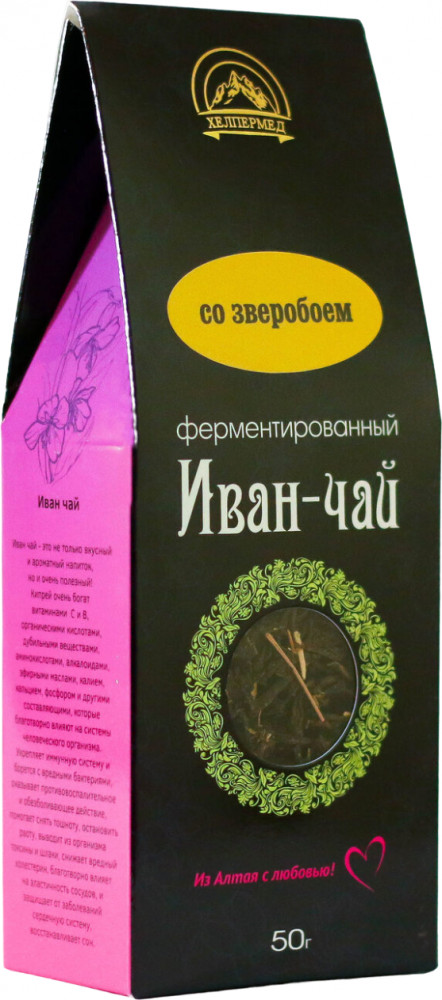 ХЕЛПЕРМЕД
со зверобоем
ферментированный
Иван-чай
Из Алтая с любовью!
50г
Иван чай
Иван чай - это не только вкусный
и ароматный напиток,
но и очень полезный!
Кипрей очень богат
витаминами С и В,
органическими кислотами,
дубильными веществами,
аминокислотами, алкалоидами,
эфирными маслами, калием,
кальцием, фосфором и другими
составляющими, которые
благотворно влияют на системы
человеческого организма.
Укрепляет иммунную систему и
борется с вредными бактериями,
оказывает противовоспалительное
и обезболивающее действие,
помогает снять тошноту, остановить
рвоту, выводит из организма
токсины и шлаки, снижает вредный
холестерин, благотворно влияет
на эластичность сосудов, и
защищает от заболеваний
сердечную систему,
восстанавливает сон.